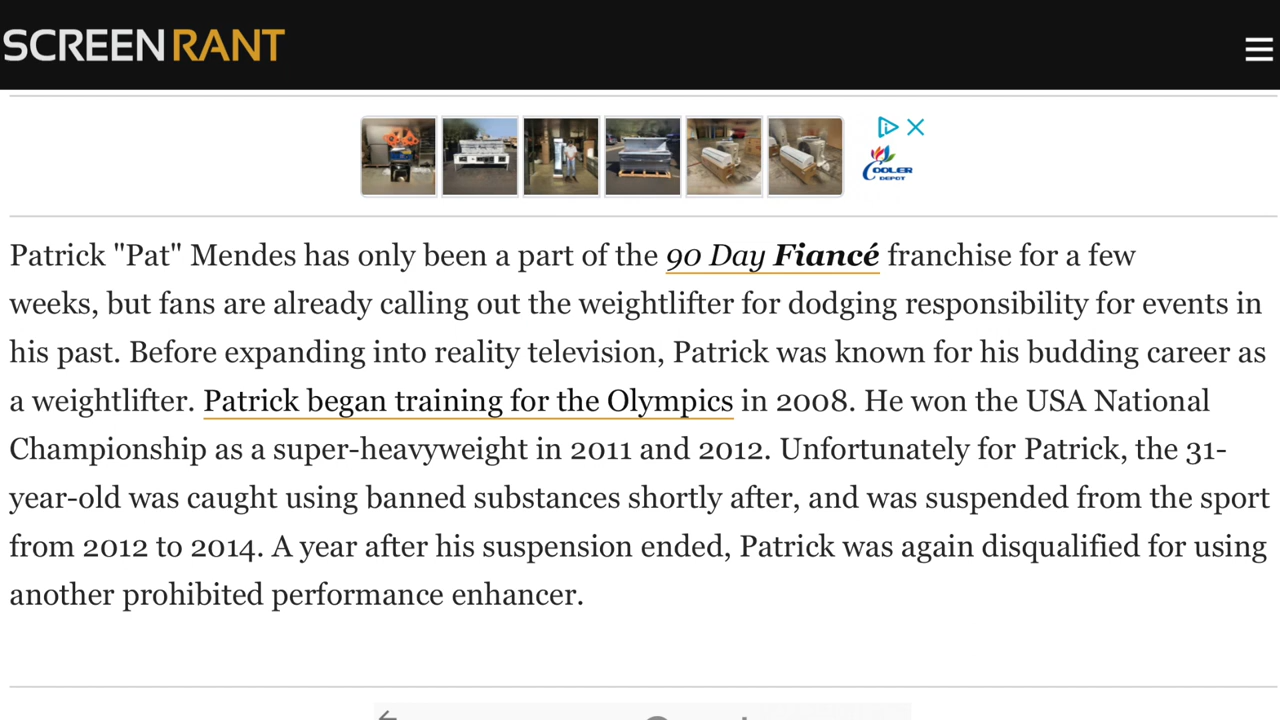 SCREENRANT
COOLER
DEPOT
Patrick "Pat" Mendes has only been a part of the 90 Day Fiancé franchise for a few
weeks, but fans are already calling out the weightlifter for dodging responsibility for events in
his past. Before expanding into reality television, Patrick was known for his budding career as
a weightlifter. Patrick began training for the Olympics in 2008. He won the USA National
Championship as a super-heavyweight in 2011 and 2012. Unfortunately for Patrick, the 31-
year-old was caught using banned substances shortly after, and was suspended from the sport
from 2012 to 2014. A year after his suspension ended, Patrick was again disqualified for using
another prohibited performance enhancer.